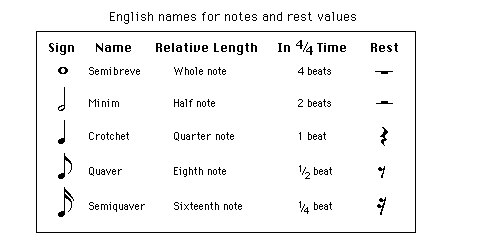 English names for notes and rest values
Sign Name Relative Length In 4/4 Time Rest
Semibreve Whole note 4 beats
Minim Half note 2 beats
Crotchet Quarter note 1 beat
Quaver Eighth note 1/2 beat
Semiquaver Sixteenth note 1/4 beat